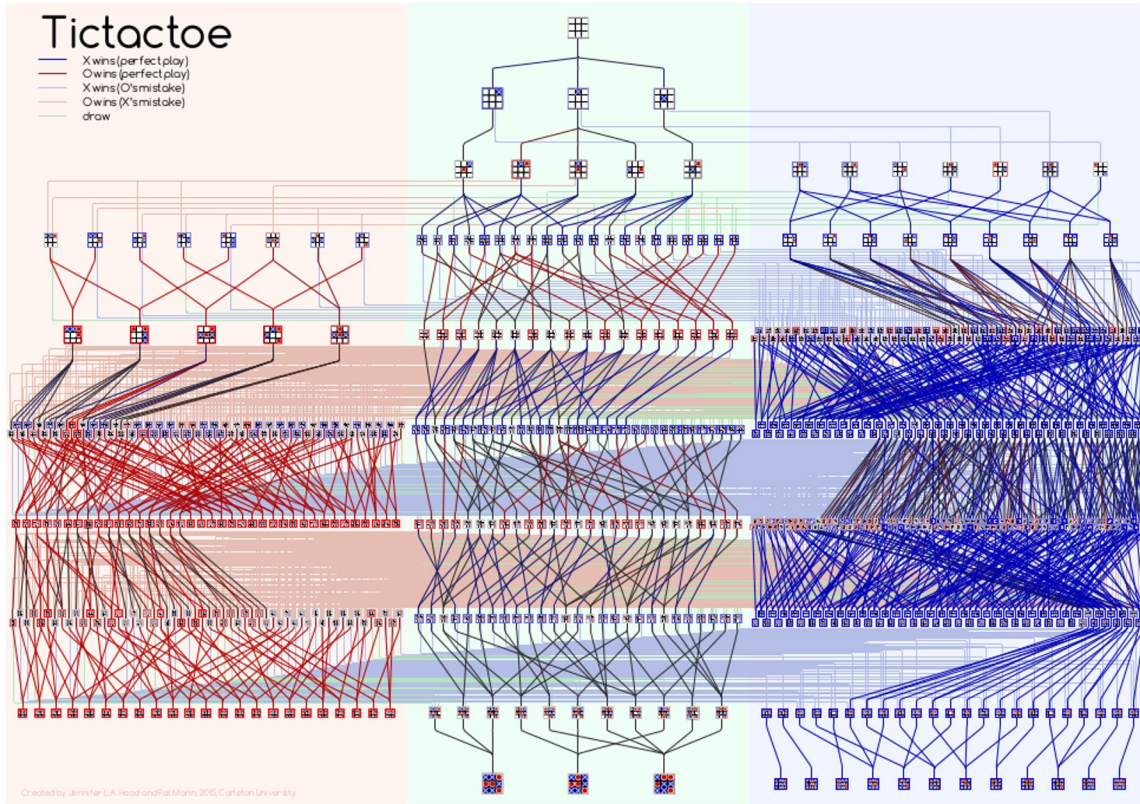 Tictactoe
X wins (perfect play)
O wins (perfect play)
X wins (O's mistake)
O wins (X's mistake)
draw
Created by Jennifer L.A. Hood and Pat Morin, 2015, Carleton University